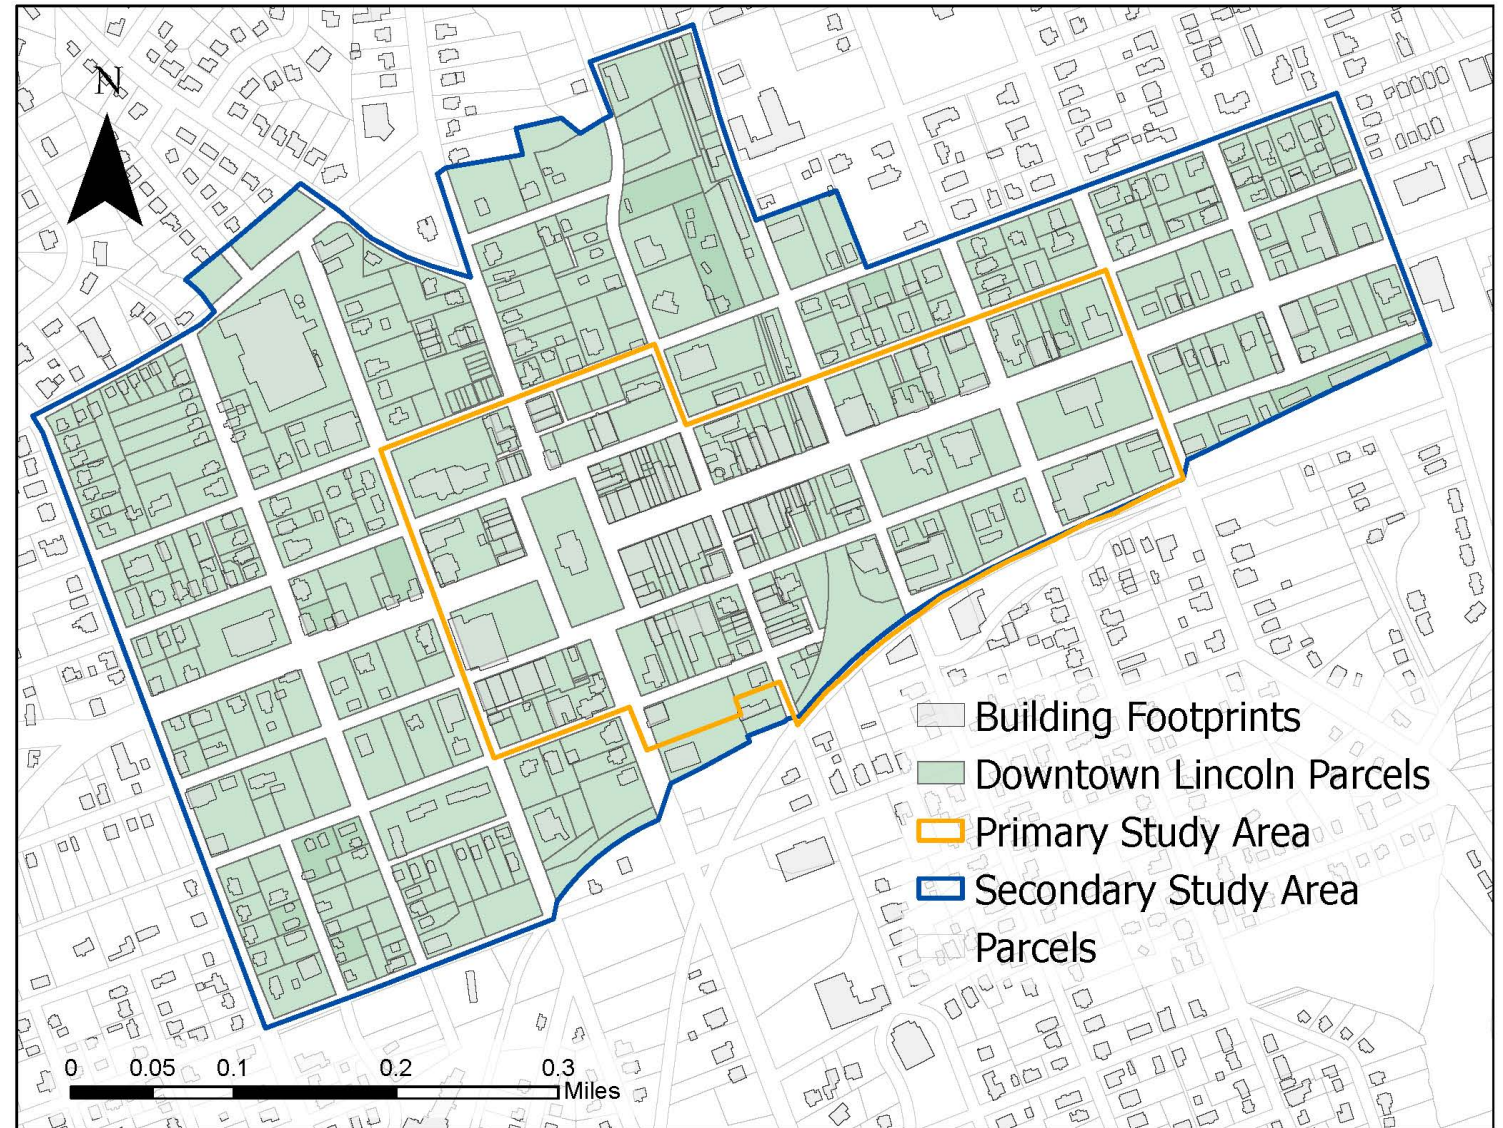 N
Building Footprints
Downtown Lincoln Parcels
Primary Study Area
Secondary Study Area
Parcels
0 0.05 0.1 0.2 0.3
Miles